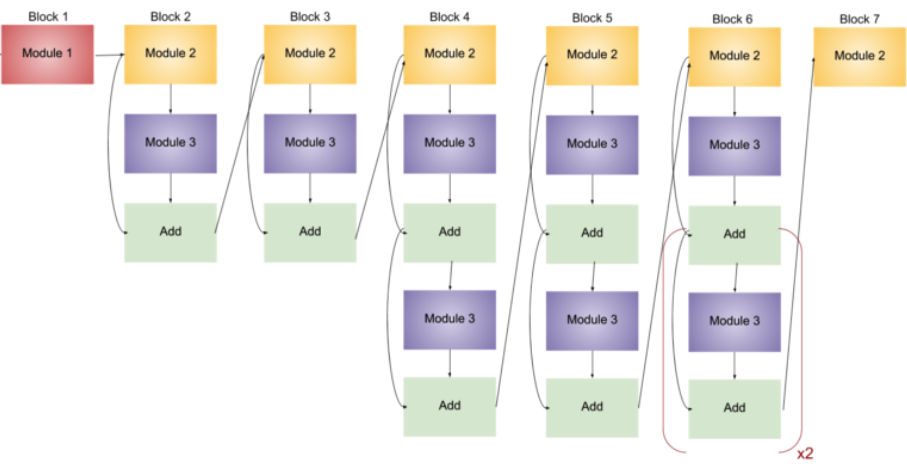 Block 1
Block 2
Block 3
Block 4
Block 5
Block 6
Block 7
Module 1
Module 2
Module 2
Module 2
Module 2
Module 2
Module 2
Module 3
Module 3
Module 3
Module 3
Module 3
Add
Add
Add
Add
Add
Module 3
Module 3
Module 3
Add
Add
Add
x2